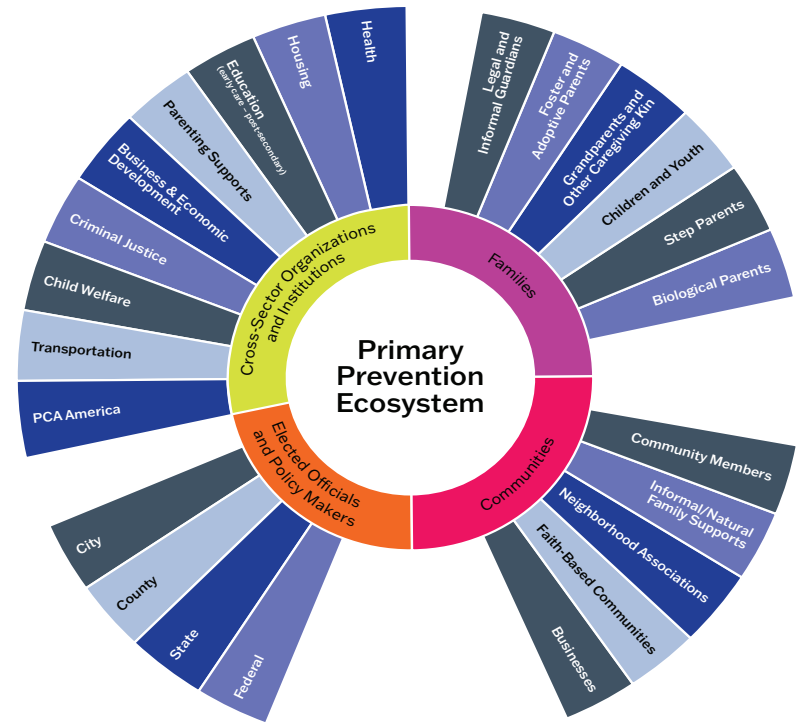 Primary
Prevention
Ecosystem
Families
Legal and
Informal Guardians
Foster and
Adoptive Parents
Grandparents and
Other Caregiving Kin
Children and Youth
Step Parents
Biological Parents
Communities
Community Members
Informal/Natural
Family Supports
Neighborhood Associations
Faith-Based Communities
Businesses
Elected Officials
and Policy Makers
Federal
State
County
City
Cross-Sector Organizations
and Institutions
PCA America
Transportation
Child Welfare
Criminal Justice
Business & Economic
Development
Parenting Supports
Education
(early care – post-secondary)
Housing
Health